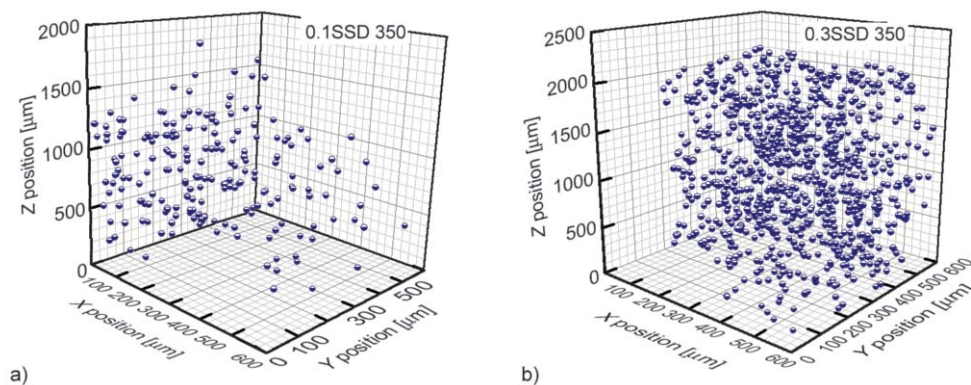 2000
1500
1000
500
0
Z position [µm]
0.1SSD 350
100 200 300 400 500 600
X position [µm]
0 100 300 500
Y position [µm]
a)
2500
2000
1500
1000
500
0
Z position [µm]
0.3SSD 350
100 200 300 400 500 600
X position [µm]
0 100 200 300 400 500 600
Y position [µm]
b)